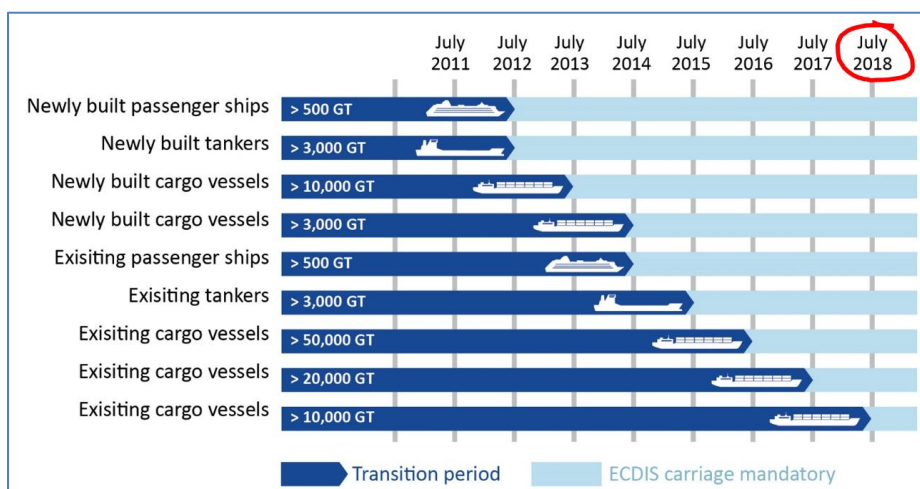 July July July July July July July July
2011 2012 2013 2014 2015 2016 2017 2018
Newly built passenger ships > 500 GT
Newly built tankers > 3,000 GT
Newly built cargo vessels > 10,000 GT
Newly built cargo vessels > 3,000 GT
Exisiting passenger ships > 500 GT
Exisiting tankers > 3,000 GT
Exisiting cargo vessels > 50,000 GT
Exisiting cargo vessels > 20,000 GT
Exisiting cargo vessels > 10,000 GT
Transition period ECDIS carriage mandatory